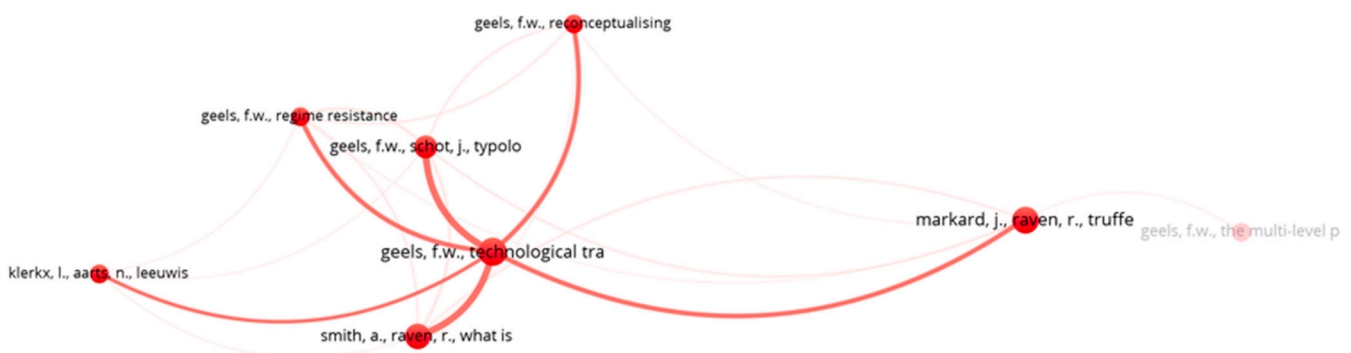 geels, f.w., reconceptualising
geels, f.w., regime resistance
geels, f.w., schot, j., typolo
markard, j., raven, r., truffe
geels, f.w., the multi-level p
geels, f.w., technological tra
klerkx, l., aarts, n., leeuwis
smith, a., raven, r., what is